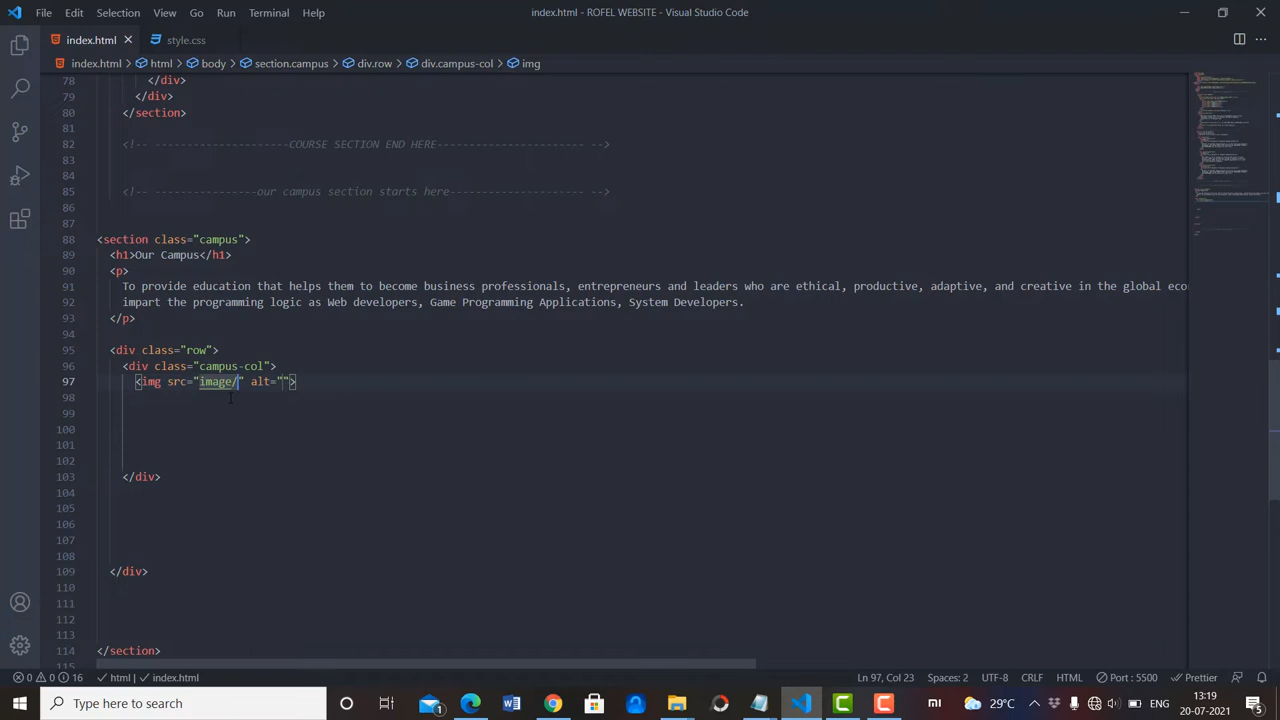 File Edit Selection View Go Run Terminal Help index.html - ROFEL WEBSITE - Visual Studio Code
index.html style.css
index.html > html > body > section.campus > div.row > div.campus-col > img
78 </div>
79 </div>
80 </section>
81
82 <!-- -----------------------COURSE SECTION END HERE----------------------- -->
83
84
85 <!-- ----------------our campus section starts here--------------------- -->
86
87
88 <section class="campus">
89 <h1>Our Campus</h1>
90 <p>
91 To provide education that helps them to become business professionals, entrepreneurs and leaders who are ethical, productive, adaptive, and creative in the global eco
92 impart the programming logic as Web developers, Game Programming Applications, System Developers.
93 </p>
94
95 <div class="row">
96 <div class="campus-col">
97 <img src="image/" alt="">
98
99
100
101
102
103 </div>
104
105
106
107
108
109 </div>
110
111
112
113
114 </section>
115
0 0 16 html | index.html Ln 97, Col 23 Spaces: 2 UTF-8 CRLF HTML Port : 5500 Prettier
Type here to search mi 29°C ENG 13:19 20-07-2021